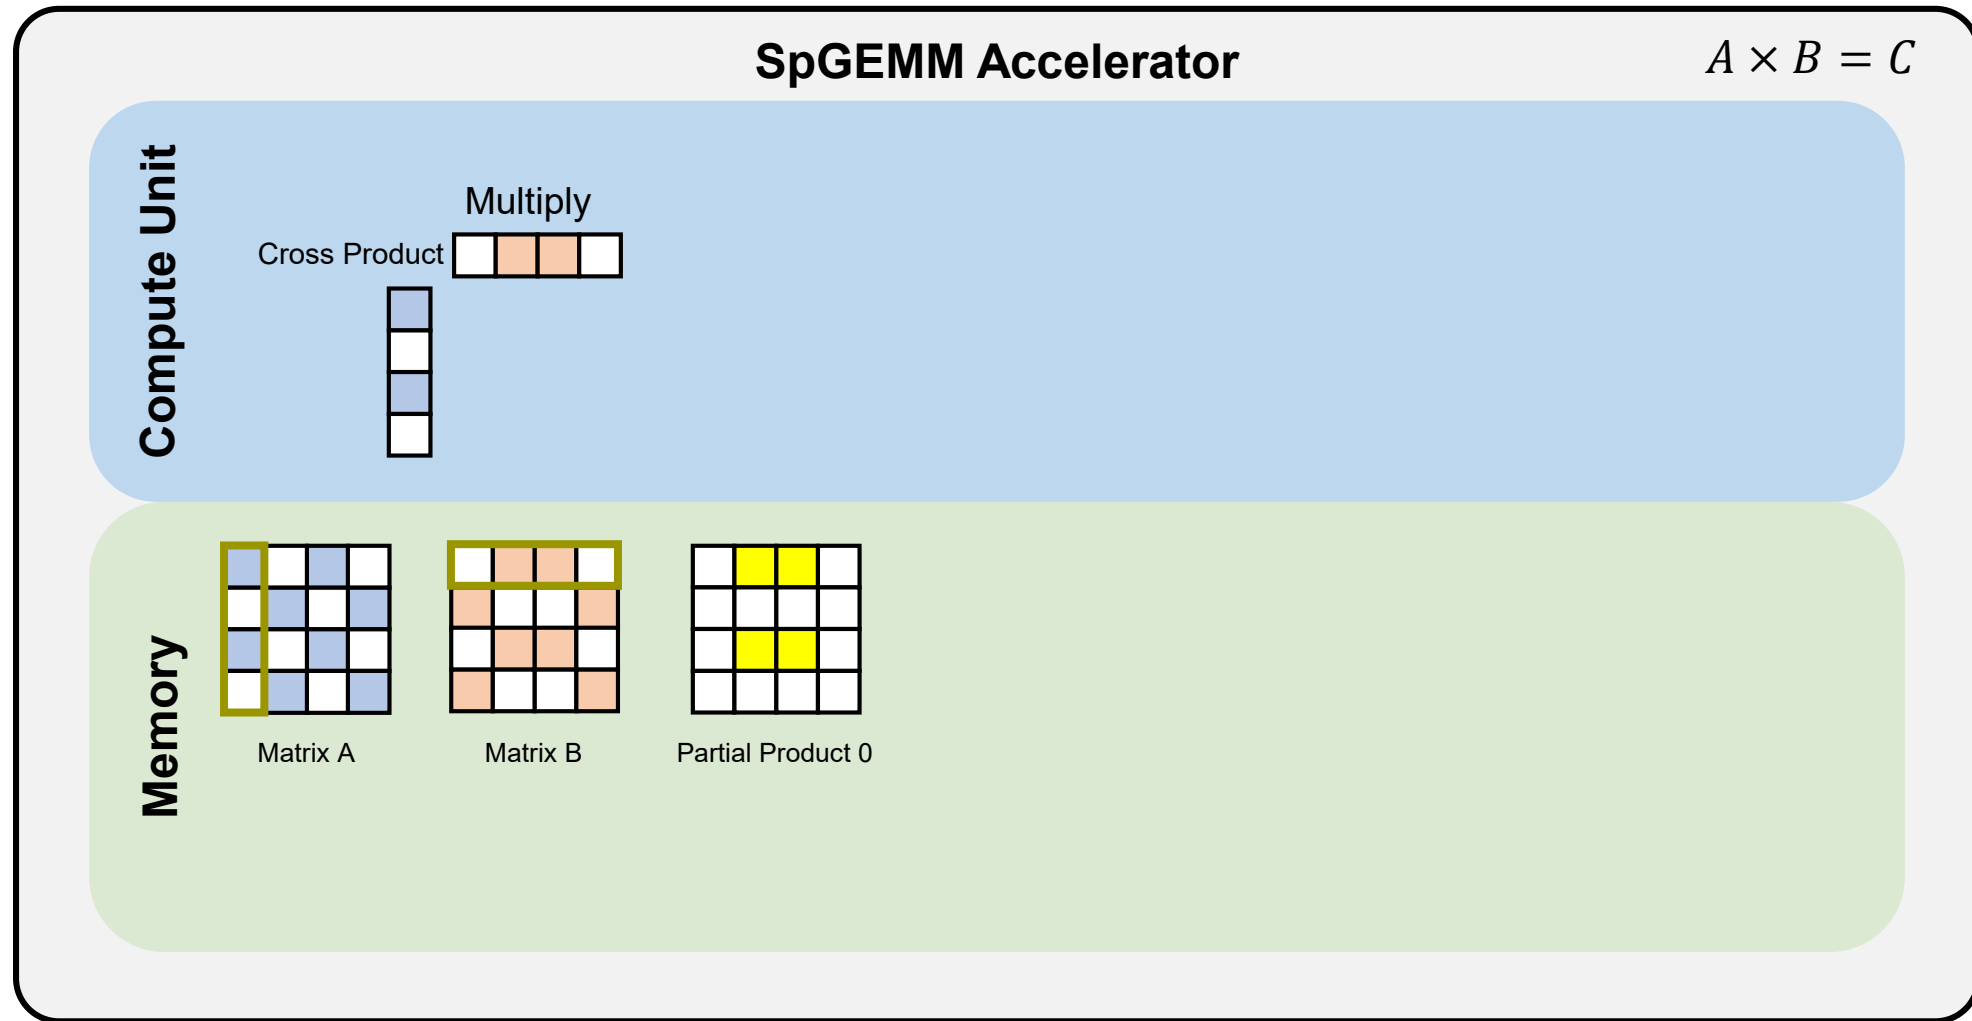 SpGEMM Accelerator
A × B = C
Compute Unit
Multiply
Cross Product
Memory
Matrix A
Matrix B
Partial Product 0